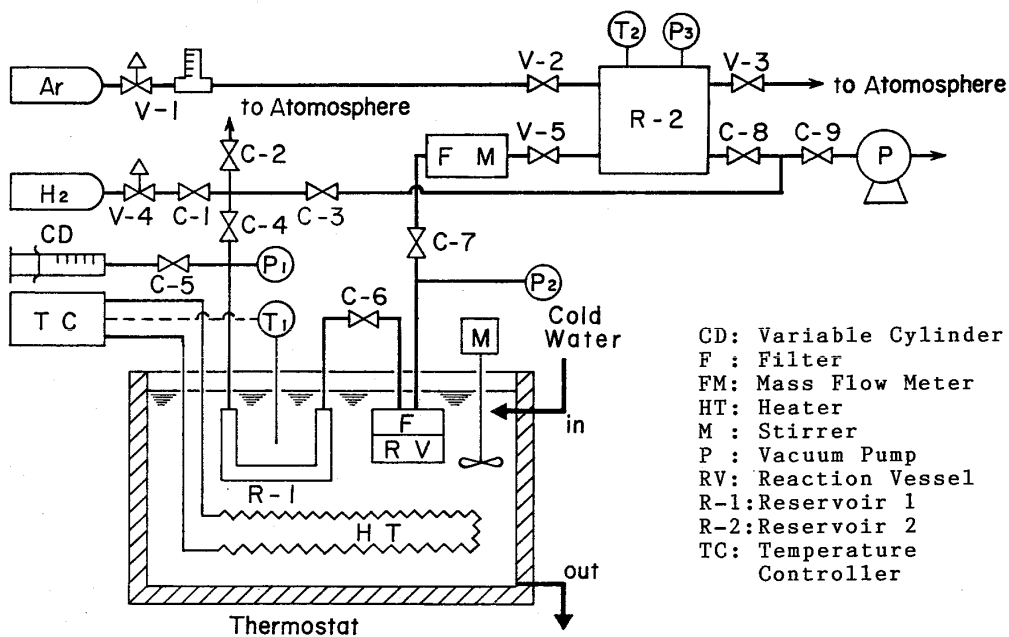 T2
P3
Ar
V-1
V-2
V-3
to Atomosphere
to Atomosphere
R-2
C-2
F M
V-5
C-8
C-9
P
H2
V-4
C-1
C-3
C-4
C-7
CD
C-5
P1
P2
T C
T1
C-6
M
Cold
Water
in
F
R V
R-1
H T
out
Thermostat
CD: Variable Cylinder
F : Filter
FM: Mass Flow Meter
HT: Heater
M : Stirrer
P : Vacuum Pump
RV: Reaction Vessel
R-1:Reservoir 1
R-2:Reservoir 2
TC: Temperature
Controller